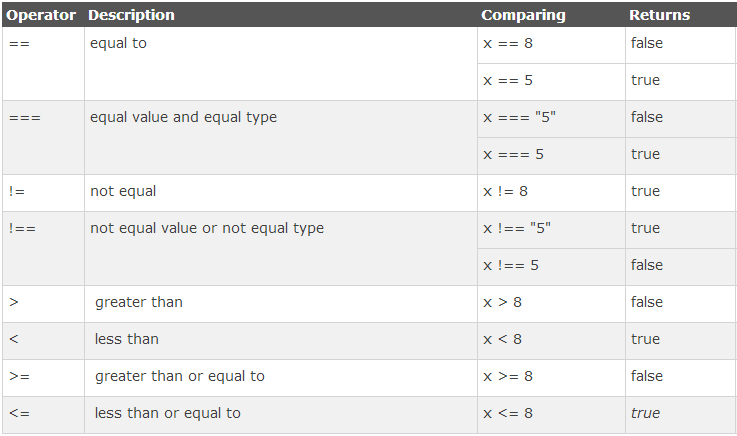 Operator Description Comparing Returns
== equal to x == 8 false
x == 5 true
=== equal value and equal type x === "5" false
x === 5 true
!= not equal x != 8 true
!== not equal value or not equal type x !== "5" true
x !== 5 false
> greater than x > 8 false
< less than x < 8 true
>= greater than or equal to x >= 8 false
<= less than or equal to x <= 8 true